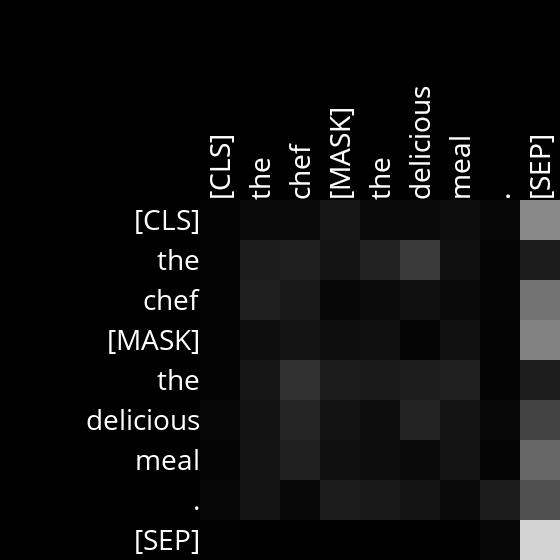 [CLS]
the
chef
[MASK]
the
delicious
meal
.
[SEP]
[CLS]
the
chef
[MASK]
the
delicious
meal
.
[SEP]